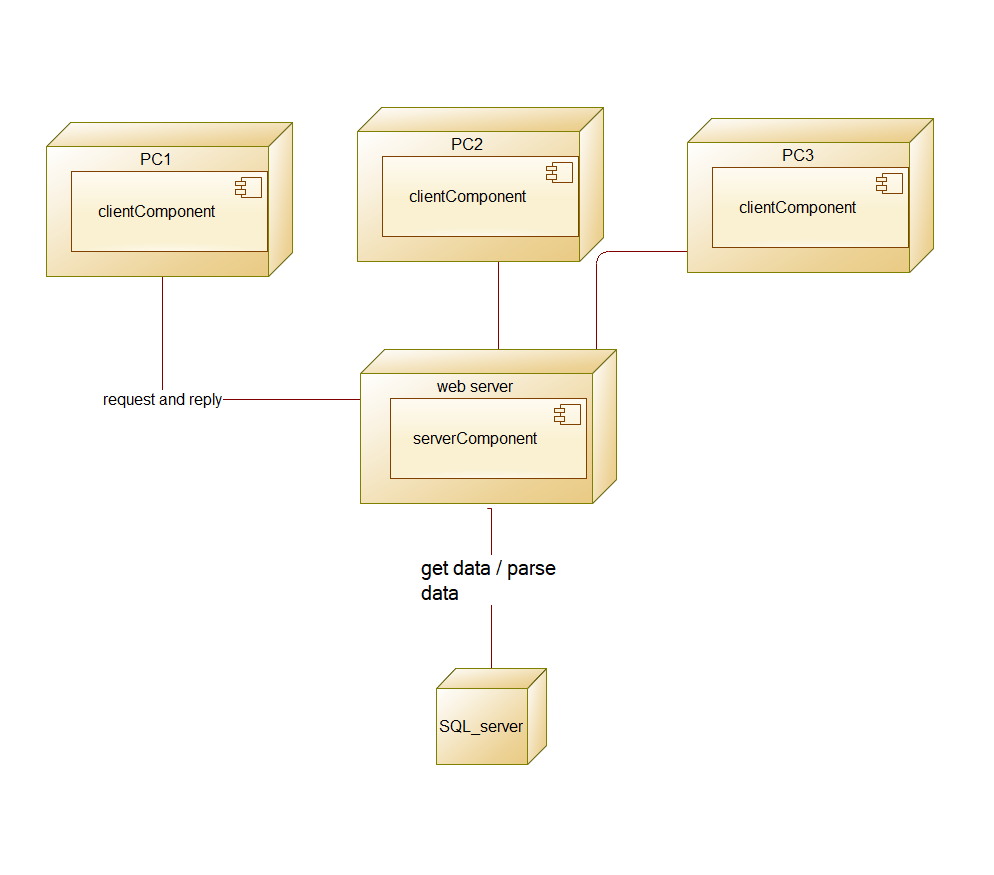 PC1
clientComponent
PC2
clientComponent
PC3
clientComponent
request and reply
web server
serverComponent
get data / parse
data
SQL_server